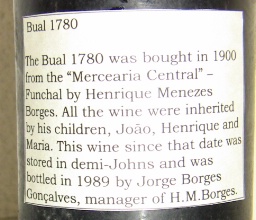 Bual 1780
The Bual 1780 was bought in 1900
from the “Mercearia Central” –
Funchal by Henrique Menezes
Borges. All the wine were inherited
by his children, João, Henrique and
Maria. This wine since that date was
stored in demi-Johns and was
bottled in 1989 by Jorge Borges
Gonçalves, manager of H.M.Borges.